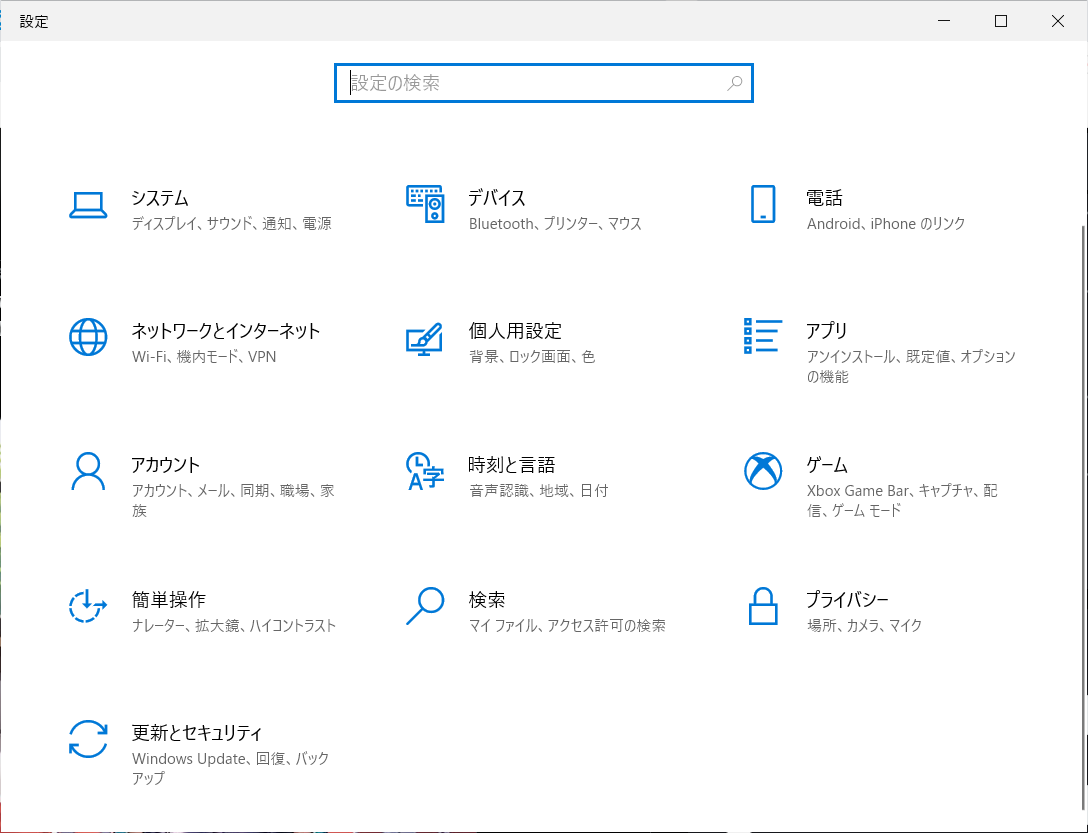 設定
設定の検索
システム
ディスプレイ、サウンド、通知、電源
デバイス
Bluetooth、プリンター、マウス
電話
Android、iPhone のリンク
ネットワークとインターネット
Wi-Fi、機内モード、VPN
個人用設定
背景、ロック画面、色
アプリ
アンインストール、既定値、オプション
の機能
アカウント
アカウント、メール、同期、職場、家
族
時刻と言語
音声認識、地域、日付
ゲーム
Xbox Game Bar、キャプチャ、配
信、ゲーム モード
簡単操作
ナレーター、拡大鏡、ハイコントラスト
検索
マイ ファイル、アクセス許可の検索
プライバシー
場所、カメラ、マイク
更新とセキュリティ
Windows Update、回復、バック
アップ